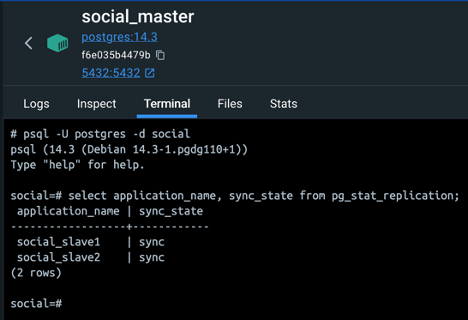 social_master
postgres:14.3
f6e035b4479b
5432:5432
Logs Inspect Terminal Files Stats
# psql -U postgres -d social
psql (14.3 (Debian 14.3-1.pgdg110+1))
Type "help" for help.
social=# select application_name, sync_state from pg_stat_replication;
 application_name | sync_state
------------------+------------
 social_slave1    | sync
 social_slave2    | sync
(2 rows)
social=#